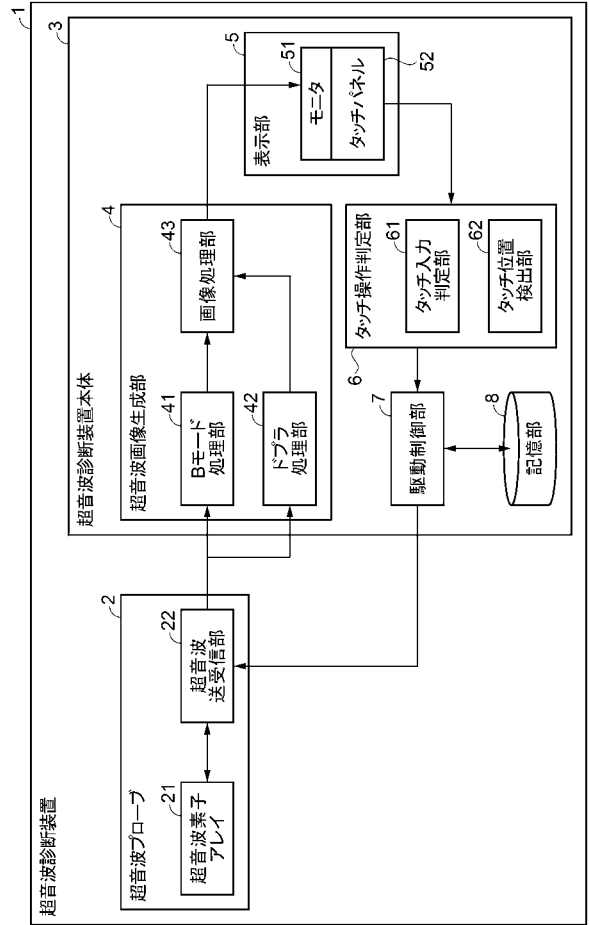 超音波診断装置
1
超音波プローブ
2
21
超音波素子
アレイ
22
超音波
送受信部
超音波診断装置本体
3
超音波画像生成部
4
41
Bモード
処理部
42
ドプラ
処理部
43
画像処理部
表示部
5
51
モニタ
タッチパネル
52
タッチ操作判定部
6
61
タッチ入力
判定部
62
タッチ位置
検出部
7
駆動制御部
8
記憶部